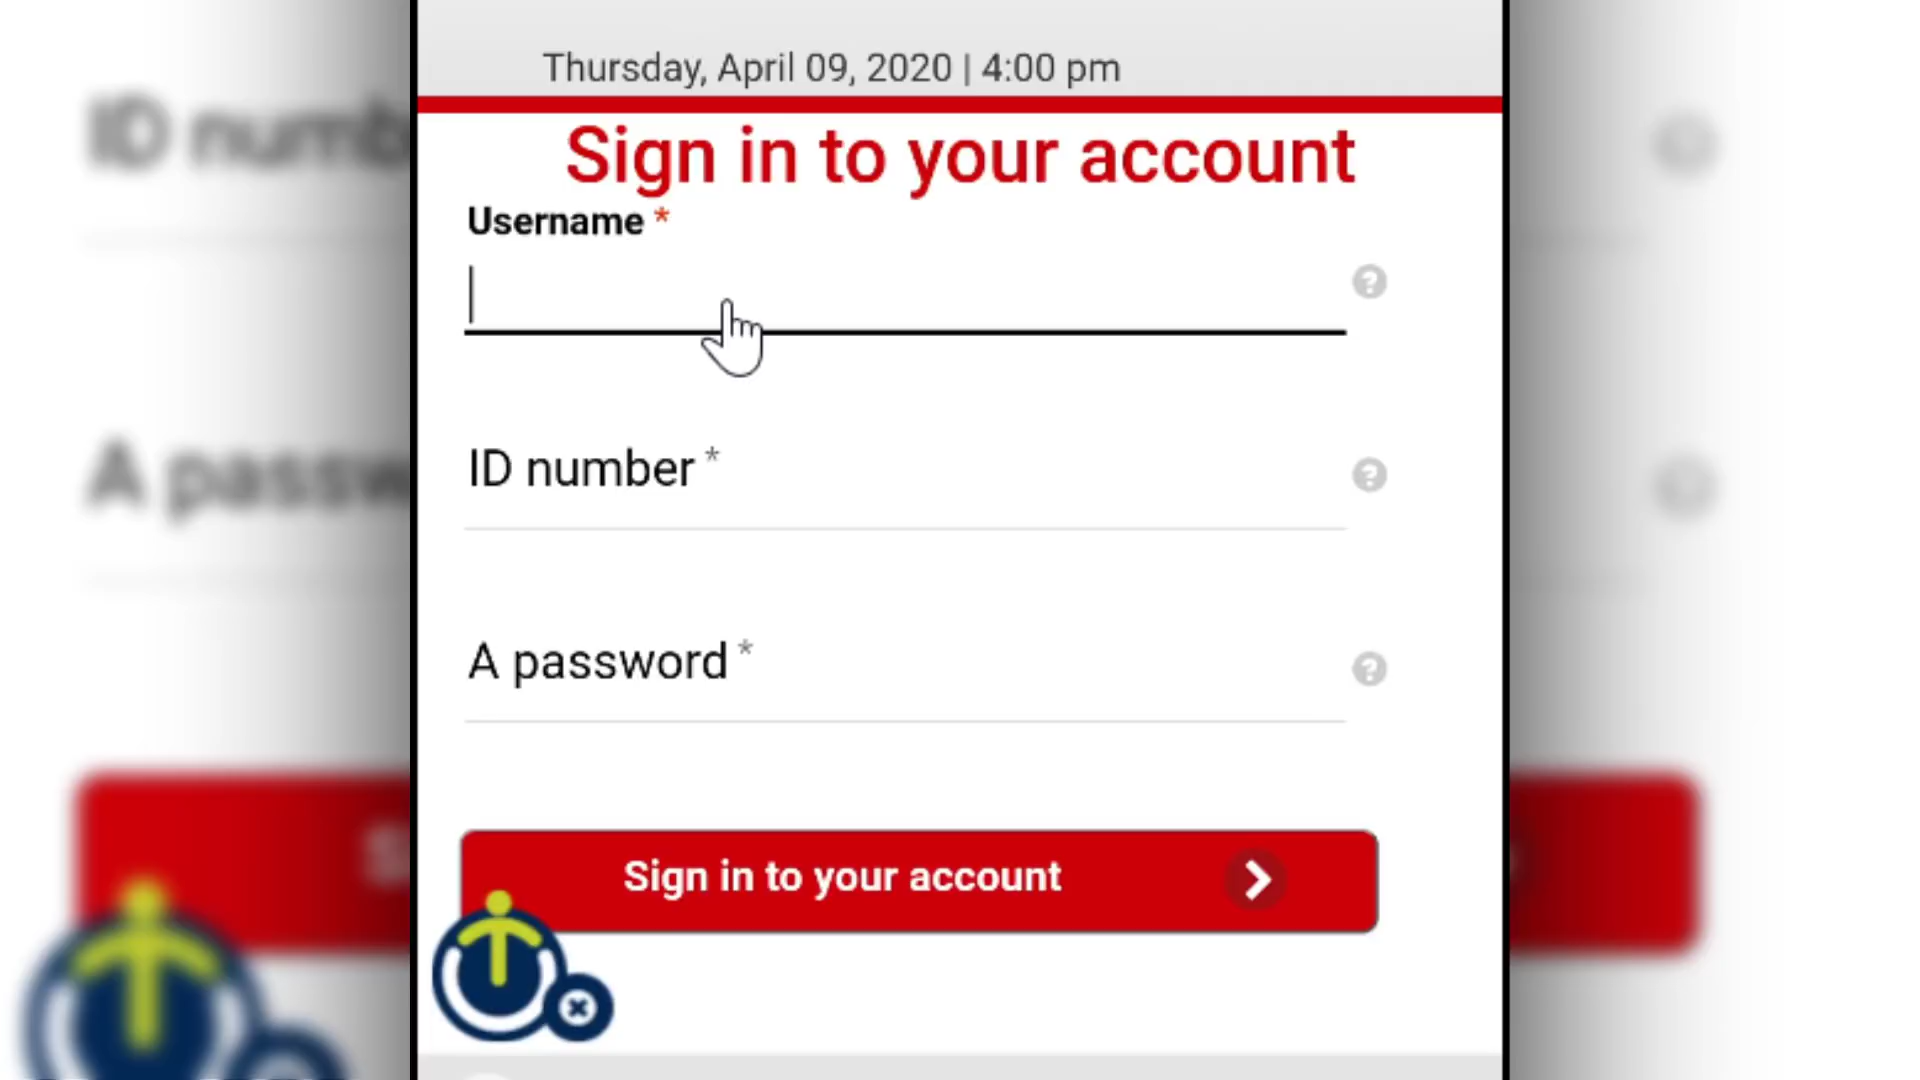 Thursday, April 09, 2020 | 4:00 pm
Sign in to your account
Username *
ID number *
A password *
Sign in to your account